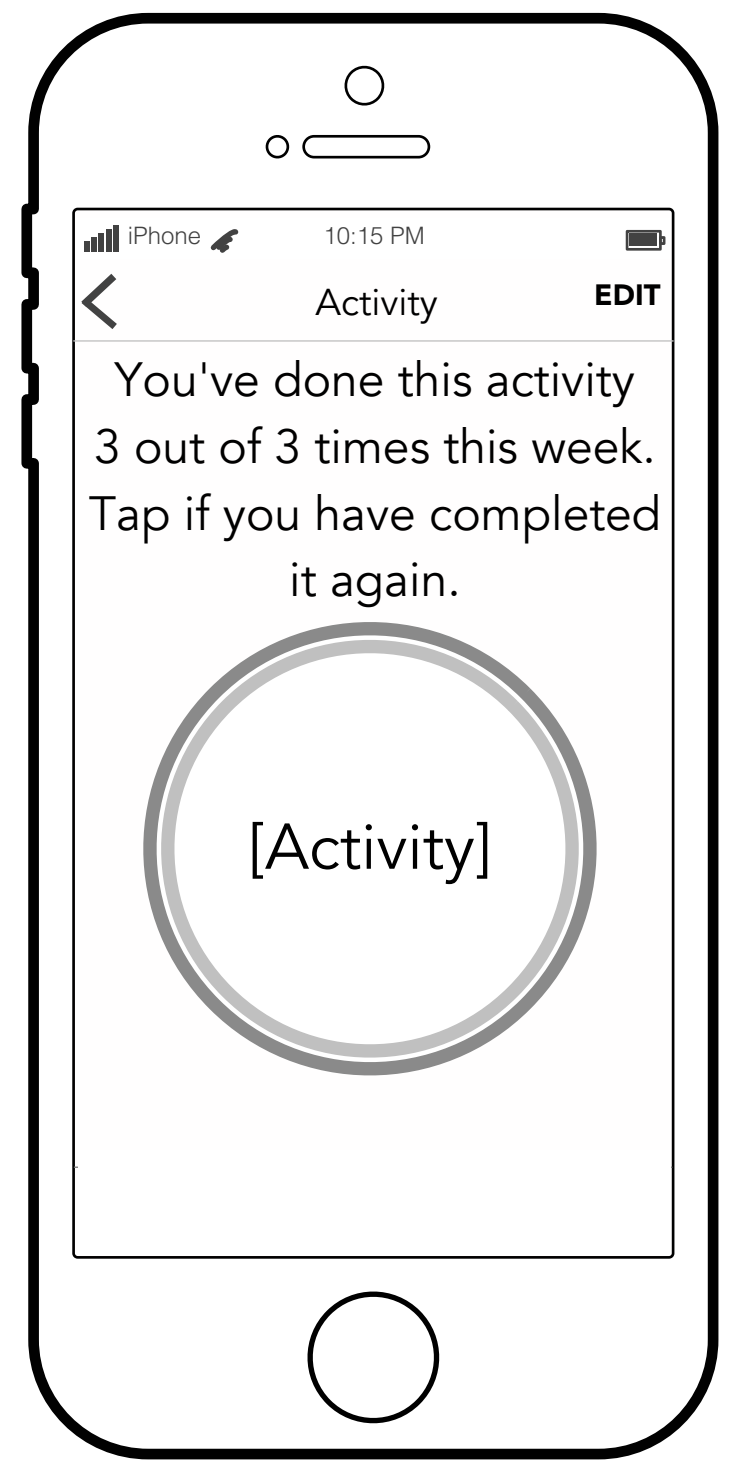 iPhone 10:15 PM
Activity EDIT
You've done this activity
3 out of 3 times this week.
Tap if you have completed
it again.
[Activity]